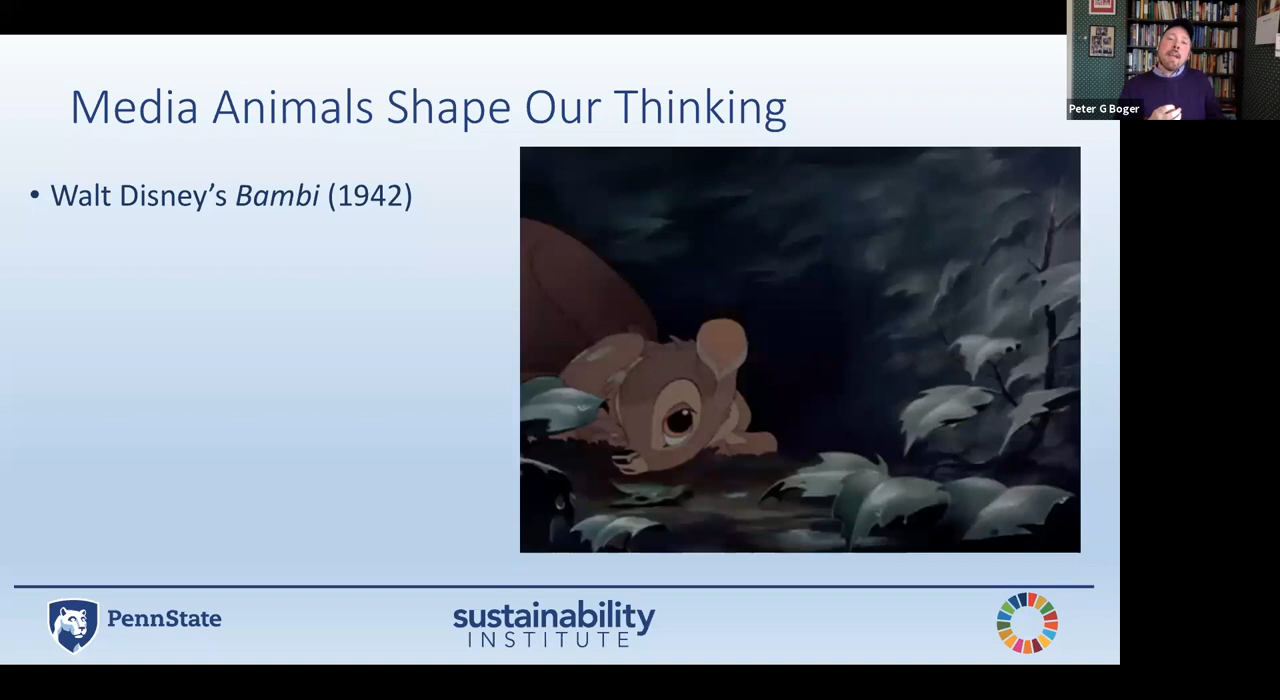 Peter G Boger
Media Animals Shape Our Thinking
• Walt Disney’s Bambi (1942)
PennState
sustainability
INSTITUTE